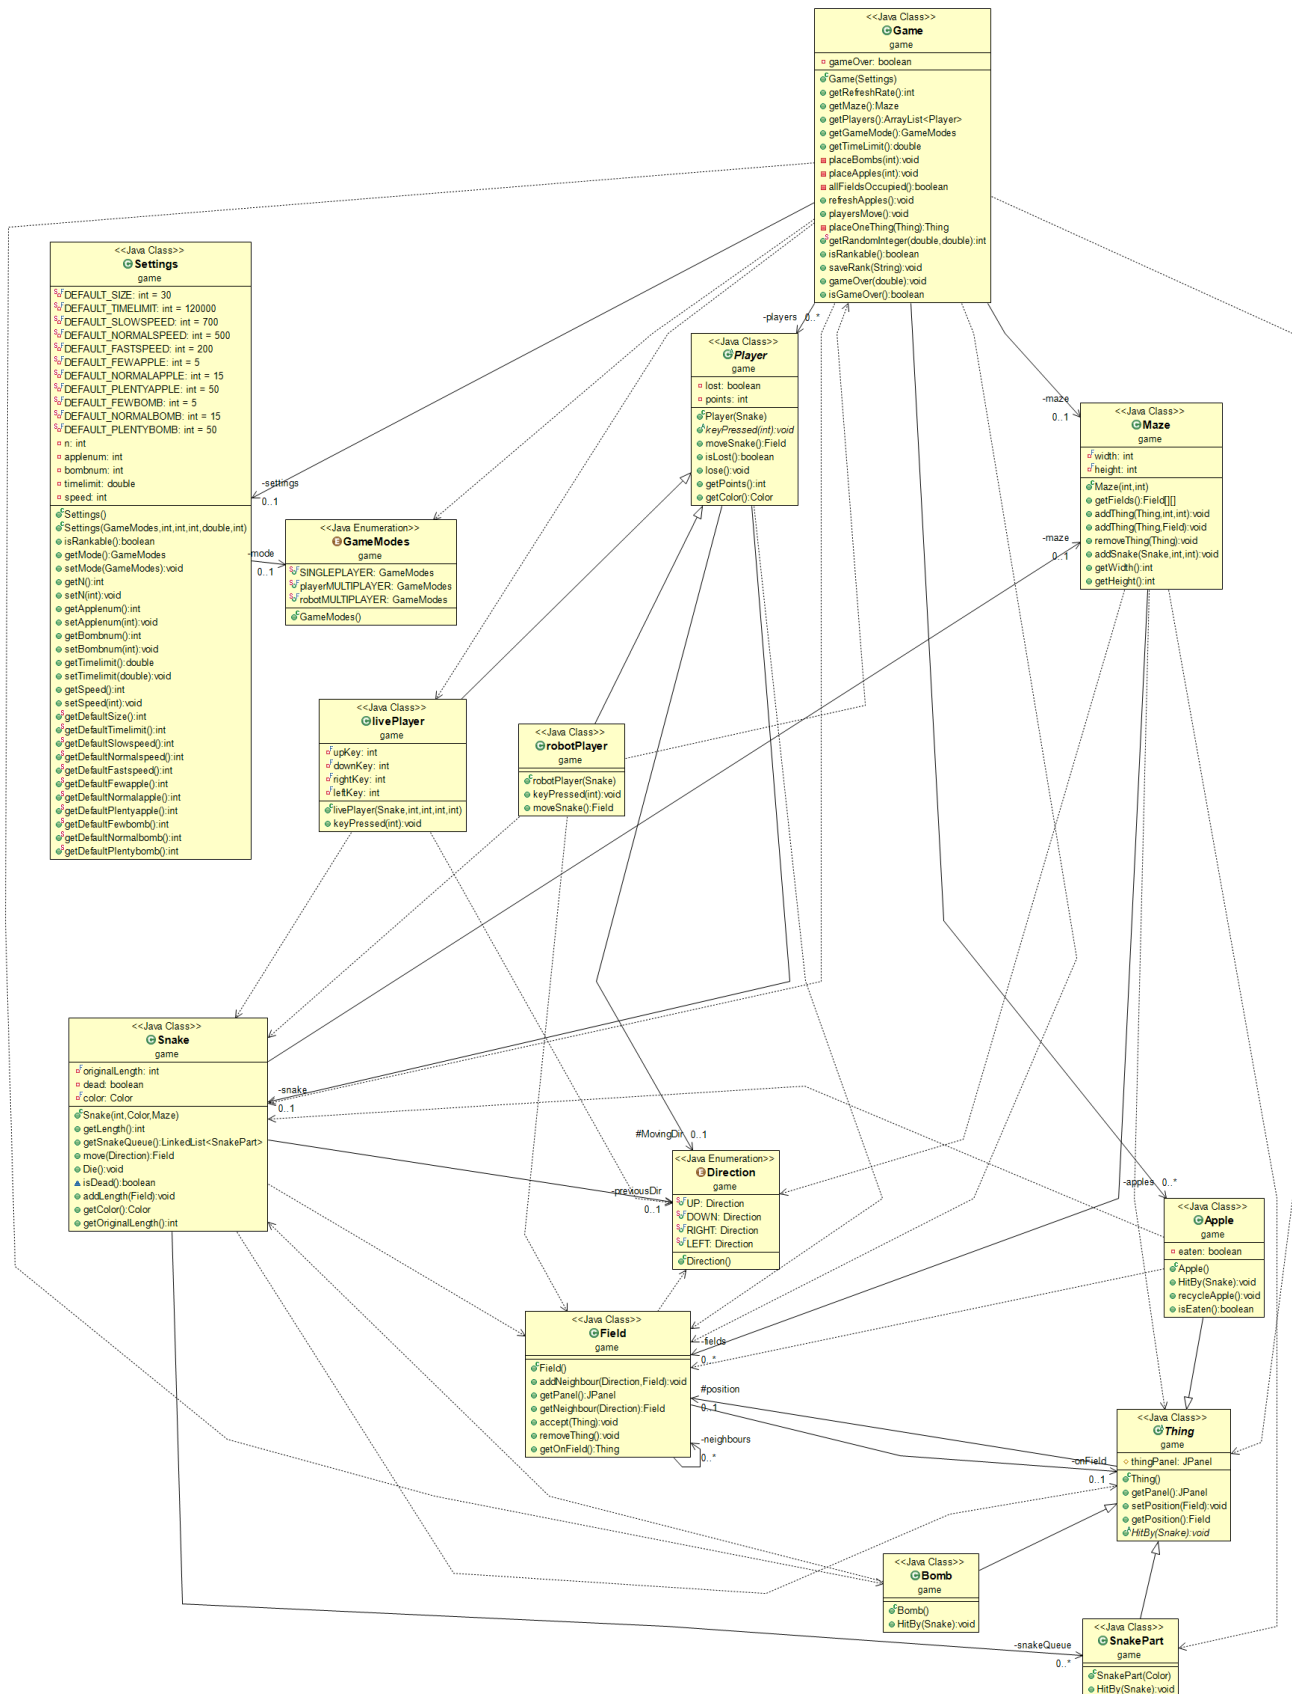 <<Java Class>>
Game
game
gameOver: boolean
Game(Settings)
getRefreshRate():int
getMaze():Maze
getPlayers():ArrayList<Player>
getGameMode():GameModes
getTimeLimit():double
placeBombs(int):void
placeApples(int):void
allFieldsOccupied():boolean
refreshApples():void
playersMove():void
placeOneThing(Thing):Thing
getRandomInteger(double,double):int
isRankable():boolean
saveRank(String):void
gameOver(double):void
isGameOver():boolean
<<Java Class>>
Settings
game
DEFAULT_SIZE: int = 30
DEFAULT_TIMELIMIT: int = 120000
DEFAULT_SLOWSPEED: int = 700
DEFAULT_NORMALSPEED: int = 500
DEFAULT_FASTSPEED: int = 200
DEFAULT_FEWAPPLE: int = 5
DEFAULT_NORMALAPPLE: int = 15
DEFAULT_PLENTYAPPLE: int = 50
DEFAULT_FEWBOMB: int = 5
DEFAULT_NORMALBOMB: int = 15
DEFAULT_PLENTYBOMB: int = 50
n: int
applenum: int
bombnum: int
timelimit: double
speed: int
Settings()
Settings(GameModes,int,int,int,double,int)
isRankable():boolean
getMode():GameModes
setMode(GameModes):void
getN():int
setN(int):void
getApplenum():int
setApplenum(int):void
getBombnum():int
setBombnum(int):void
getTimelimit():double
setTimelimit(double):void
getSpeed():int
setSpeed(int):void
getDefaultSize():int
getDefaultTimelimit():int
getDefaultSlowspeed():int
getDefaultNormalspeed():int
getDefaultFastspeed():int
getDefaultFewapple():int
getDefaultNormalapple():int
getDefaultPlentyapple():int
getDefaultFewbomb():int
getDefaultNormalbomb():int
getDefaultPlentybomb():int
-players 0..*
<<Java Class>>
Player
game
lost: boolean
points: int
Player(Snake)
keyPressed(int):void
moveSnake():Field
isLost():boolean
lose():void
getPoints():int
getColor():Color
-maze
0..1
<<Java Class>>
Maze
game
width: int
height: int
Maze(int,int)
getFields():Field[][]
addThing(Thing,int,int):void
addThing(Thing,Field):void
removeThing(Thing):void
addSnake(Snake,int,int):void
getWidth():int
getHeight():int
-settings
0..1
-maze
0..1
-mode
0..1
<<Java Enumeration>>
GameModes
game
SINGLEPLAYER: GameModes
playerMULTIPLAYER: GameModes
robotMULTIPLAYER: GameModes
GameModes()
<<Java Class>>
livePlayer
game
upKey: int
downKey: int
rightKey: int
leftKey: int
livePlayer(Snake,int,int,int,int)
keyPressed(int):void
<<Java Class>>
robotPlayer
game
robotPlayer(Snake)
keyPressed(int):void
moveSnake():Field
<<Java Class>>
Snake
game
originalLength: int
dead: boolean
color: Color
Snake(int,Color,Maze)
getLength():int
getSnakeQueue():LinkedList<SnakePart>
move(Direction):Field
Die():void
isDead():boolean
addLength(Field):void
getColor():Color
getOriginalLength():int
-snake
0..1
#MovingDir 0..1
-previousDir
0..1
<<Java Enumeration>>
Direction
game
UP: Direction
DOWN: Direction
RIGHT: Direction
LEFT: Direction
Direction()
-apples 0..*
<<Java Class>>
Apple
game
eaten: boolean
Apple()
HitBy(Snake):void
recycleApple():void
isEaten():boolean
<<Java Class>>
Field
game
Field()
addNeighbour(Direction,Field):void
getPanel():JPanel
getNeighbour(Direction):Field
accept(Thing):void
removeThing():void
getOnField():Thing
-fields
0..*
#position
0..1
-neighbours
0..*
-onField
0..1
<<Java Class>>
Thing
game
thingPanel: JPanel
Thing()
getPanel():JPanel
setPosition(Field):void
getPosition():Field
HitBy(Snake):void
<<Java Class>>
Bomb
game
Bomb()
HitBy(Snake):void
-snakeQueue
0..*
<<Java Class>>
SnakePart
game
SnakePart(Color)
HitBy(Snake):void